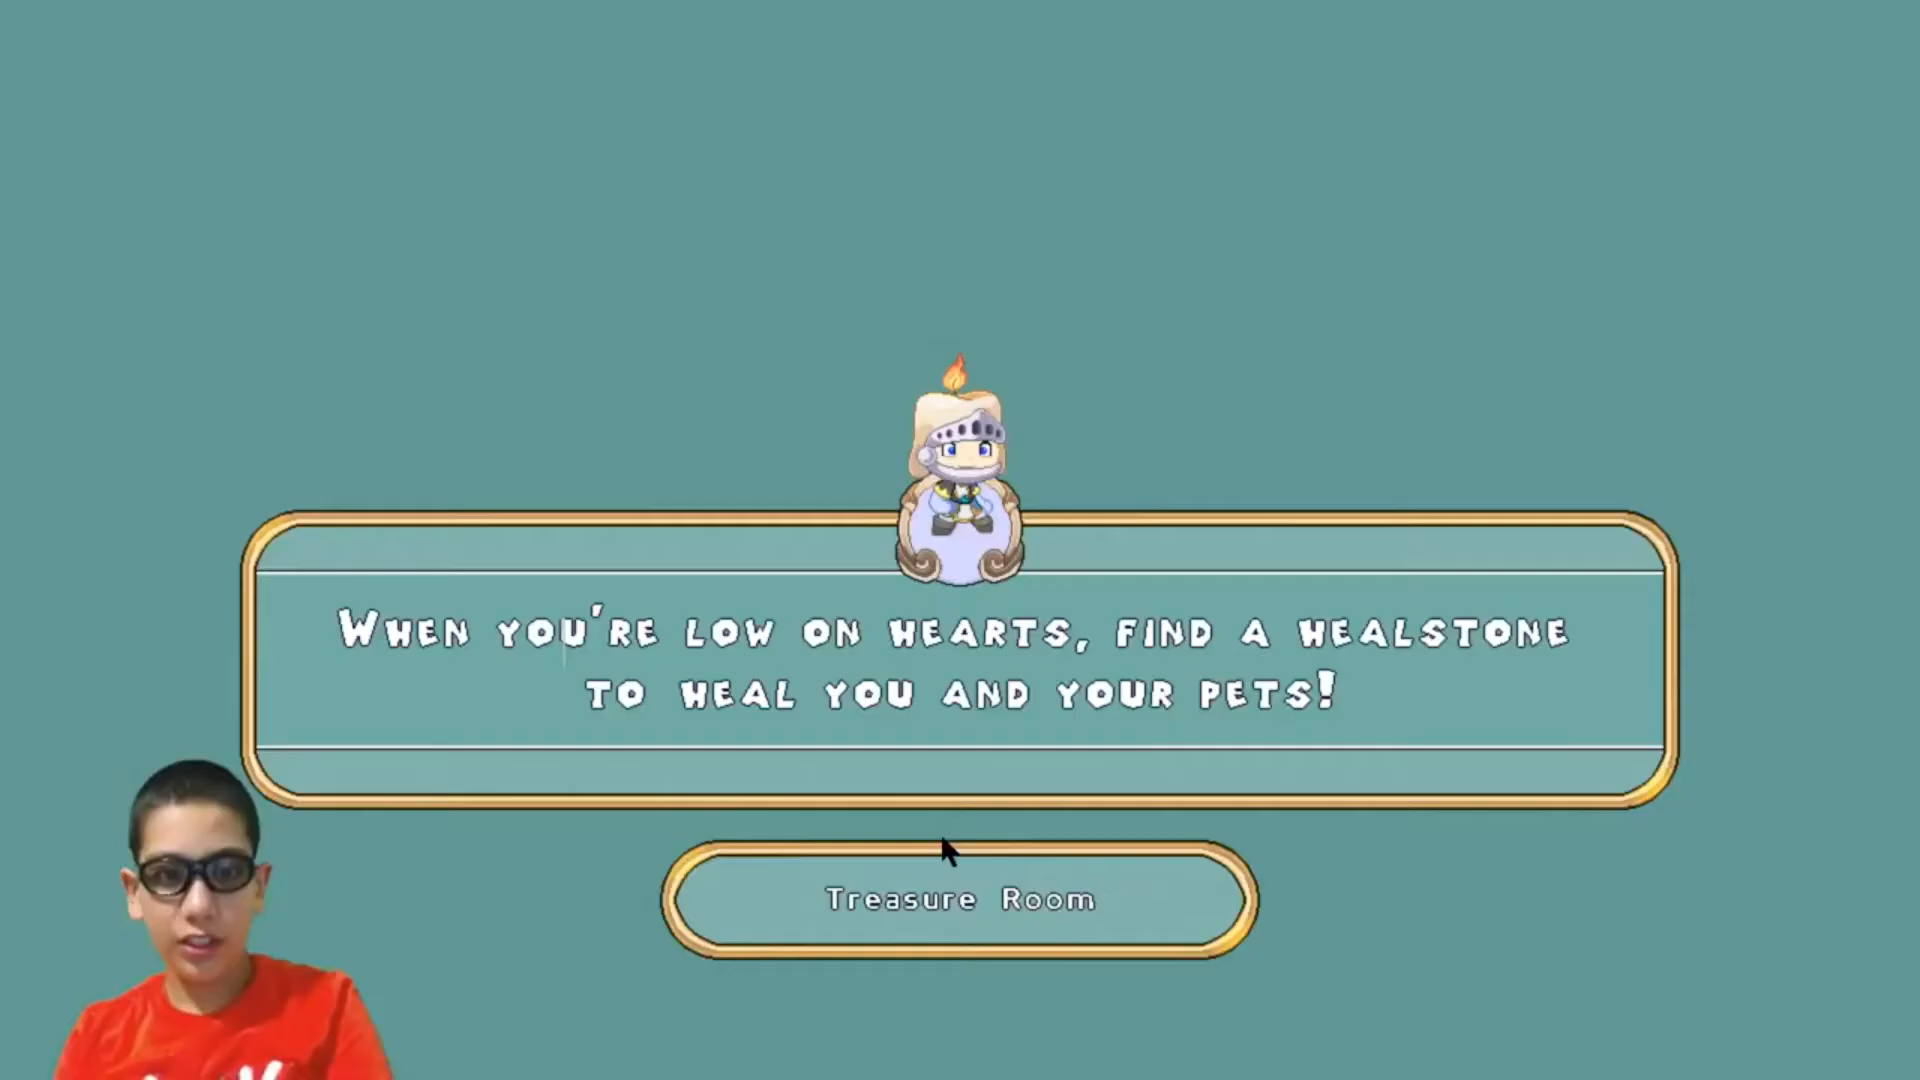 When you're low on hearts, find a healstone
to heal you and your pets!
Treasure Room